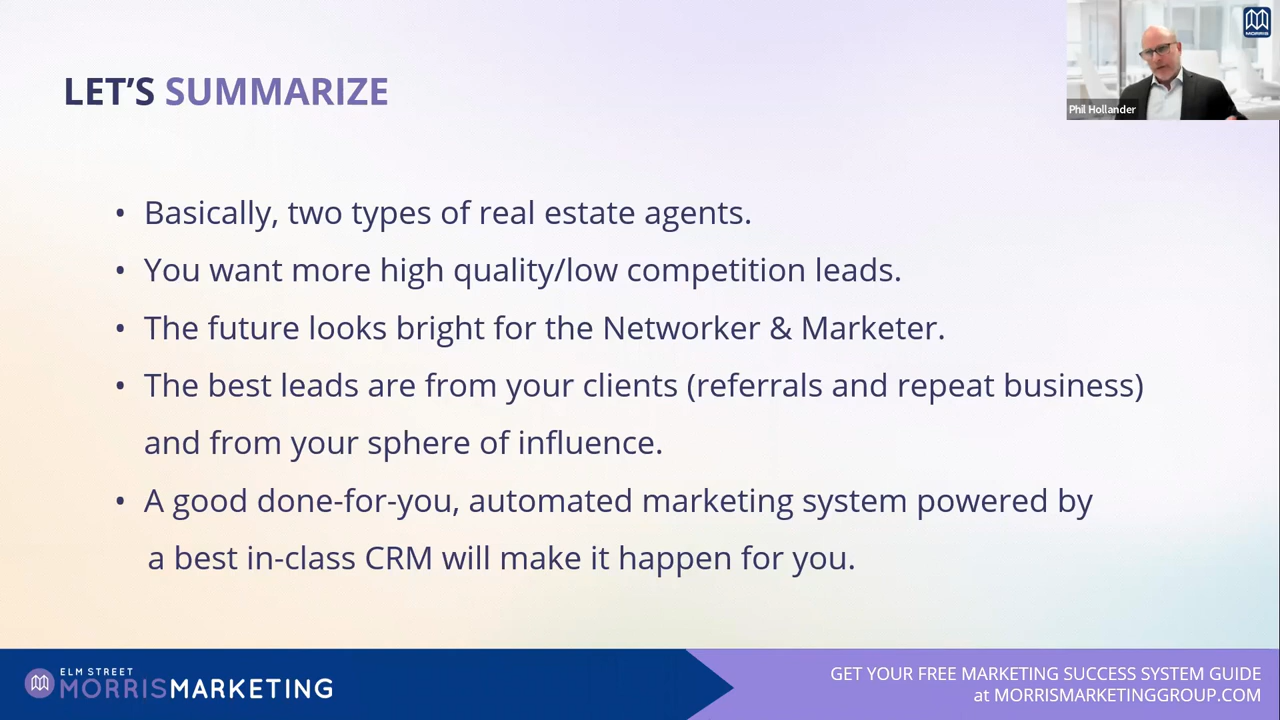 LET'S SUMMARIZE
MORRIS
Phil Hollander
• Basically, two types of real estate agents.
• You want more high quality/low competition leads.
• The future looks bright for the Networker & Marketer.
• The best leads are from your clients (referrals and repeat business)
and from your sphere of influence.
• A good done-for-you, automated marketing system powered by
a best in-class CRM will make it happen for you.
ELM STREET
MORRISMARKETING
GET YOUR FREE MARKETING SUCCESS SYSTEM GUIDE
at MORRISMARKETINGGROUP.COM